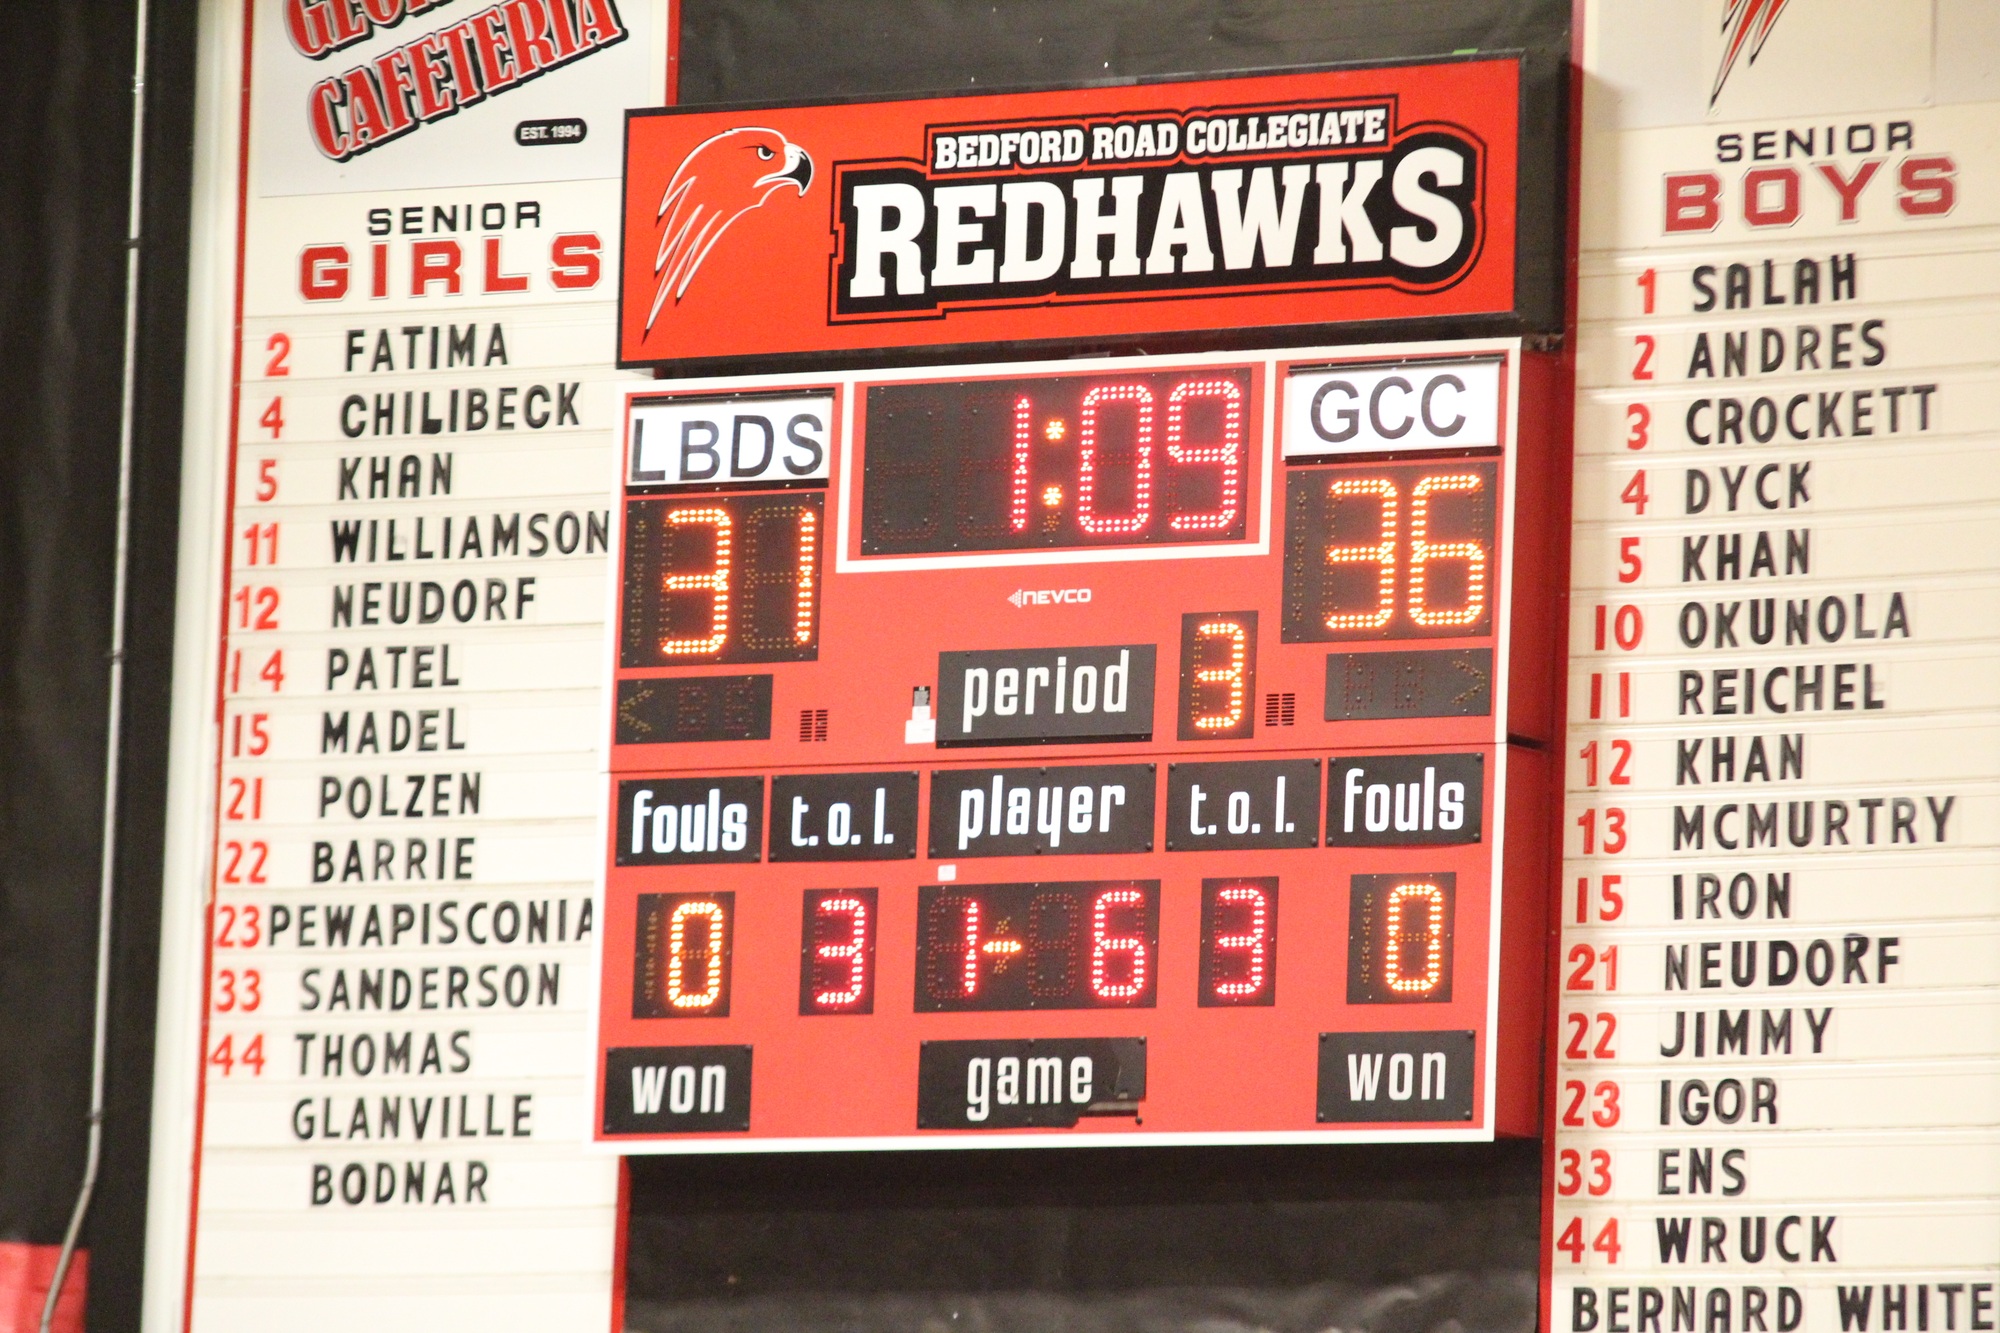 CAFETERIA
EST. 1994
SENIOR
GIRLS
2 FATIMA
4 CHILIBECK
5 KHAN
11 WILLIAMSON
12 NEUDORF
14 PATEL
15 MADEL
21 POLZEN
22 BARRIE
23 PEWAPISCONIA
33 SANDERSON
44 THOMAS
GLANVILLE
BODNAR
BEDFORD ROAD COLLEGIATE
REDHAWKS
LBDS
1:09
GCC
31
36
NEVCO
period 3
fouls t.o.l. player t.o.l. fouls
0 3 1 6 3 0
won game won
SENIOR
BOYS
1 SALAH
2 ANDRES
3 CROCKETT
4 DYCK
5 KHAN
10 OKUNOLA
11 REICHEL
12 KHAN
13 MCMURTRY
15 IRON
21 NEUDORF
22 JIMMY
23 IGOR
33 ENS
44 WRUCK
BERNARD WHITE